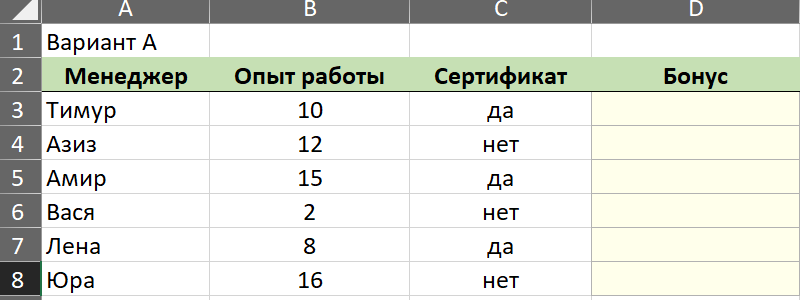 A B C D
1 Вариант А
2 Менеджер Опыт работы Сертификат Бонус
3 Тимур 10 да
4 Азиз 12 нет
5 Амир 15 да
6 Вася 2 нет
7 Лена 8 да
8 Юра 16 нет